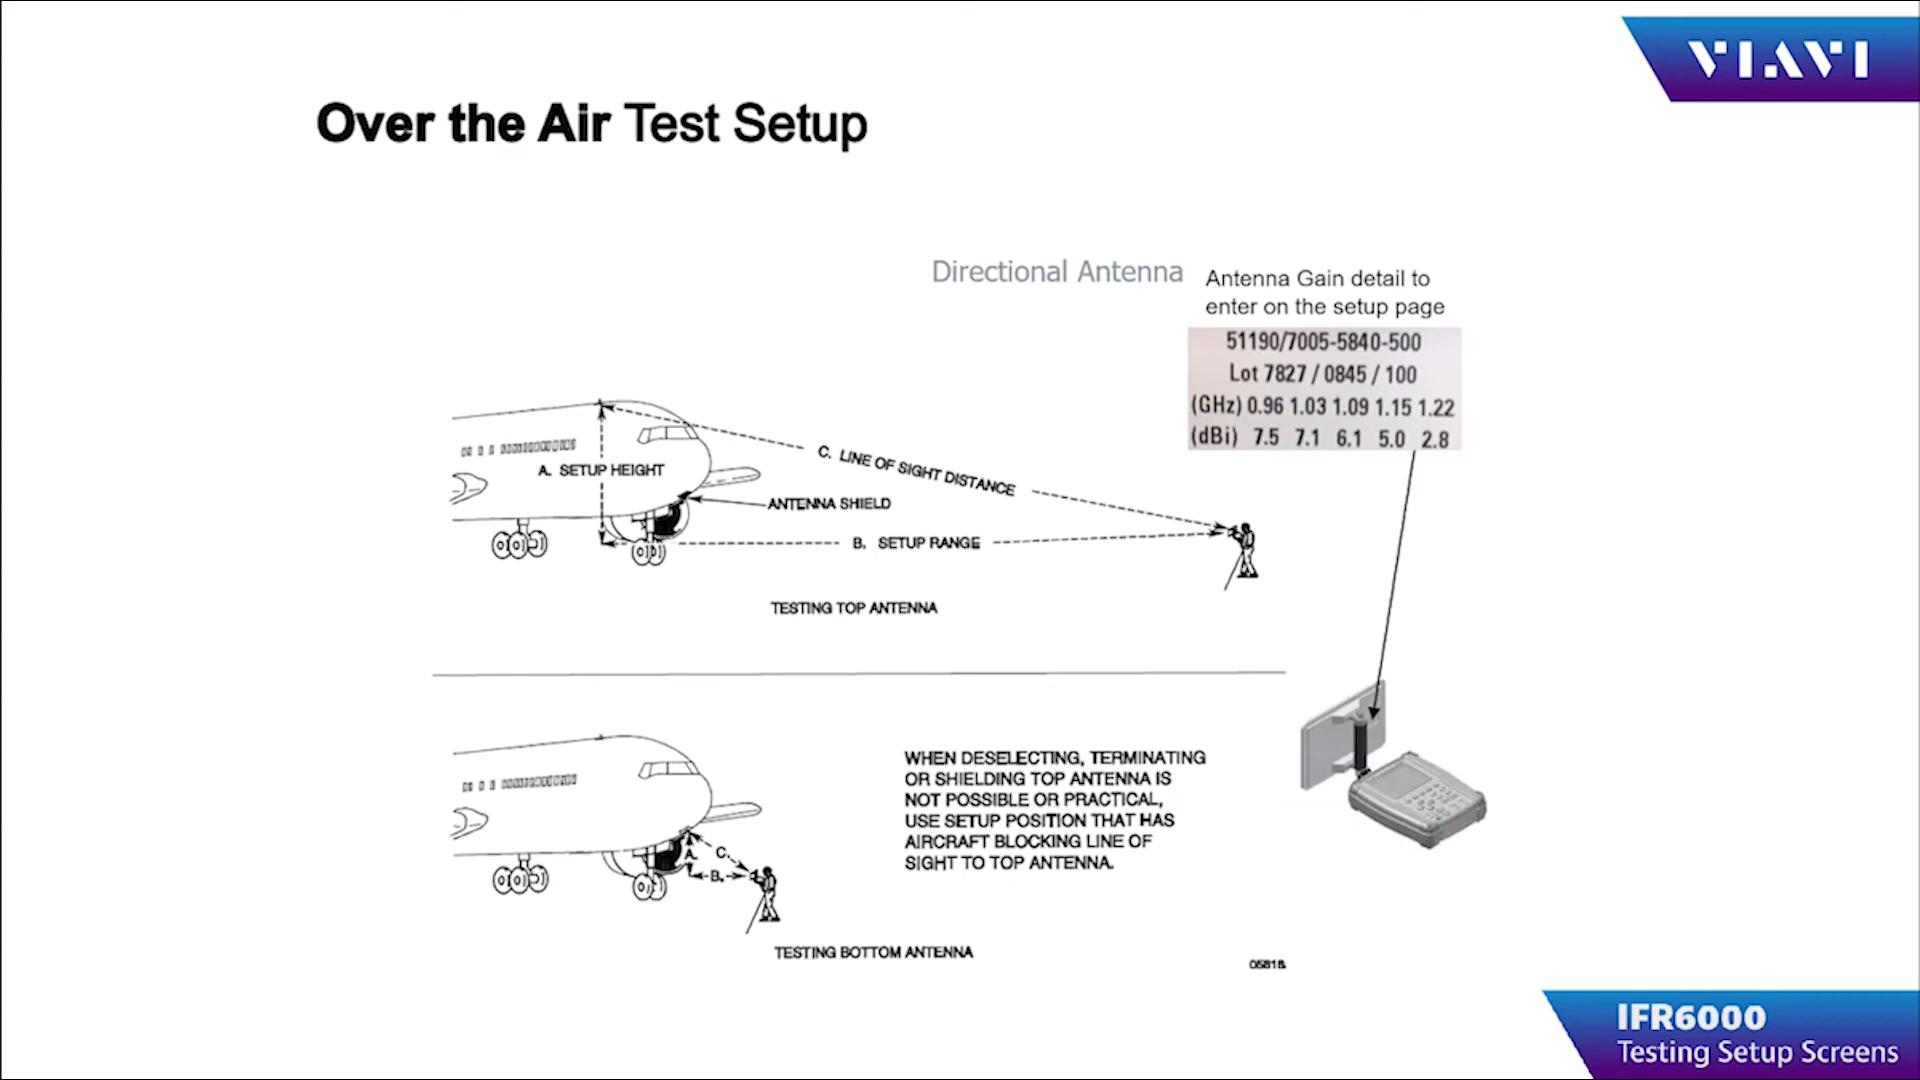 VIAVI
Over the Air Test Setup
Directional Antenna
Antenna Gain detail to
enter on the setup page
51190/7005-5840-500
Lot 7827 / 0845 / 100
(GHz) 0.96 1.03 1.09 1.15 1.22
(dBi) 7.5 7.1 6.1 5.0 2.8
C. LINE OF SIGHT DISTANCE
A. SETUP HEIGHT
ANTENNA SHIELD
B. SETUP RANGE
TESTING TOP ANTENNA
WHEN DESELECTING, TERMINATING
OR SHIELDING TOP ANTENNA IS
NOT POSSIBLE OR PRACTICAL,
USE SETUP POSITION THAT HAS
AIRCRAFT BLOCKING LINE OF
SIGHT TO TOP ANTENNA.
A.
C.
B.
TESTING BOTTOM ANTENNA
IFR6000
Testing Setup Screens